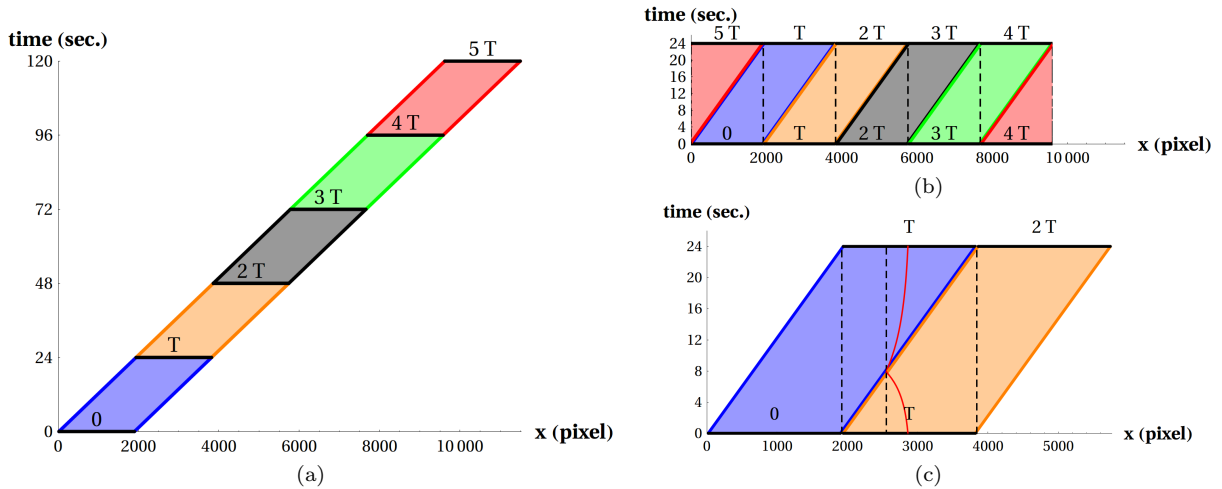 time (sec.)
120
96
72
48
24
0
5 T
4 T
3 T
2 T
T
0
0
2000
4000
6000
8000
10 000
x (pixel)
(a)
time (sec.)
5 T
T
2 T
3 T
4 T
24
20
16
12
8
4
0
0
T
2 T
3 T
4 T
0
2000
4000
6000
8000
10 000
x (pixel)
(b)
time (sec.)
T
2 T
24
20
16
12
8
4
0
0
T
0
1000
2000
3000
4000
5000
x (pixel)
(c)